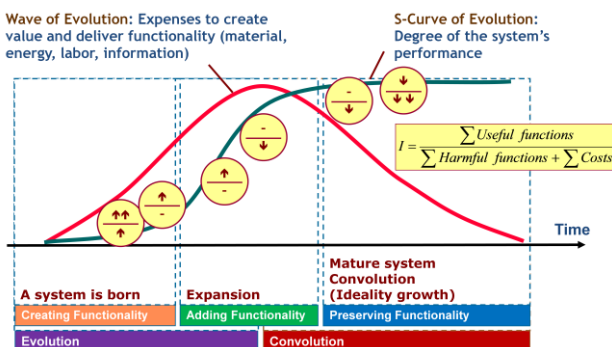 Wave of Evolution: Expenses to create
value and deliver functionality (material,
energy, labor, information)
S-Curve of Evolution:
Degree of the system's
performance
↑↑
↑
↑
-
↑
-
-
↓
-
↓
↓
↓↓
I = ∑Useful functions / ∑Harmful functions + ∑Costs
Time
A system is born
Expansion
Mature system
Convolution
(Ideality growth)
Creating Functionality
Adding Functionality
Preserving Functionality
Evolution
Convolution